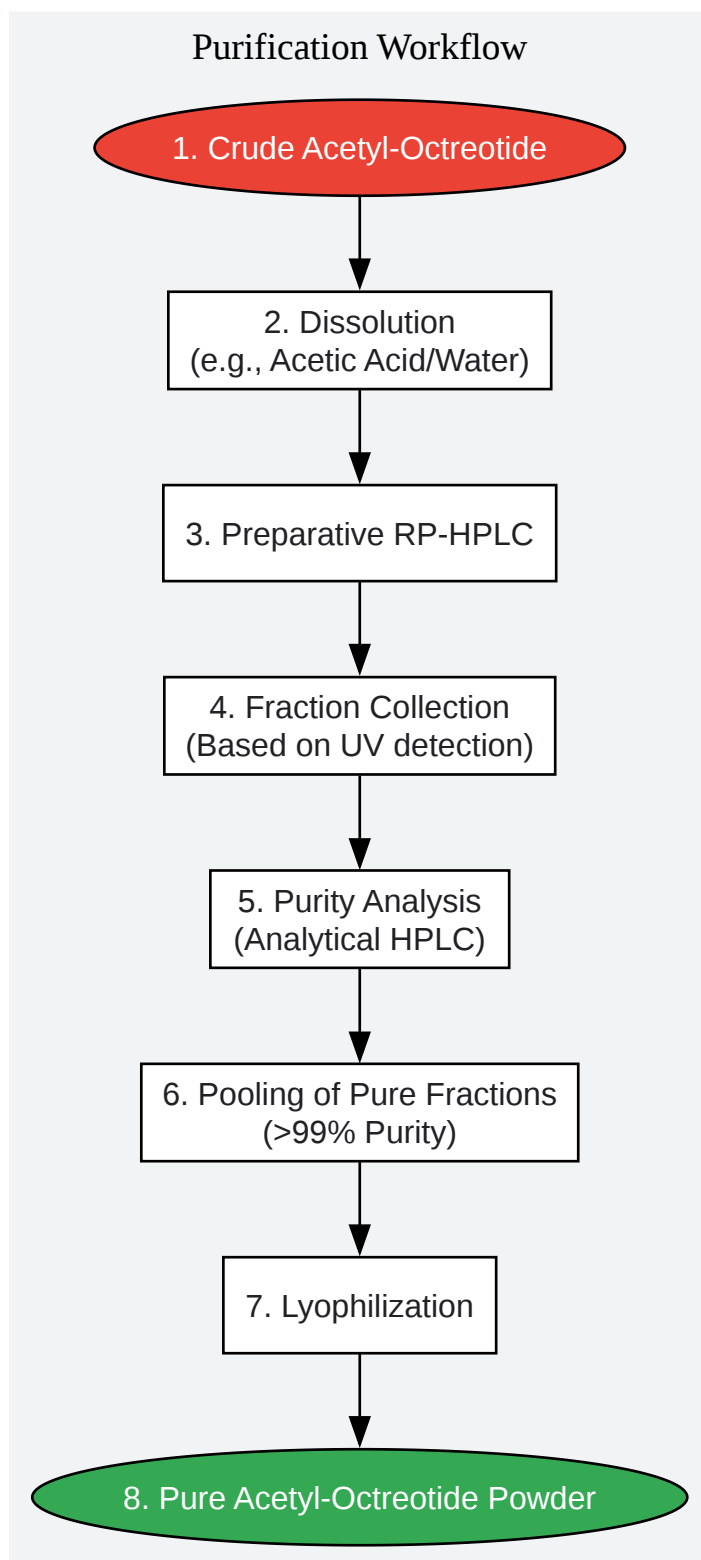 Purification Workflow
1. Crude Acetyl-Octreotide
2. Dissolution
(e.g., Acetic Acid/Water)
3. Preparative RP-HPLC
4. Fraction Collection
(Based on UV detection)
5. Purity Analysis
(Analytical HPLC)
6. Pooling of Pure Fractions
(>99% Purity)
7. Lyophilization
8. Pure Acetyl-Octreotide Powder